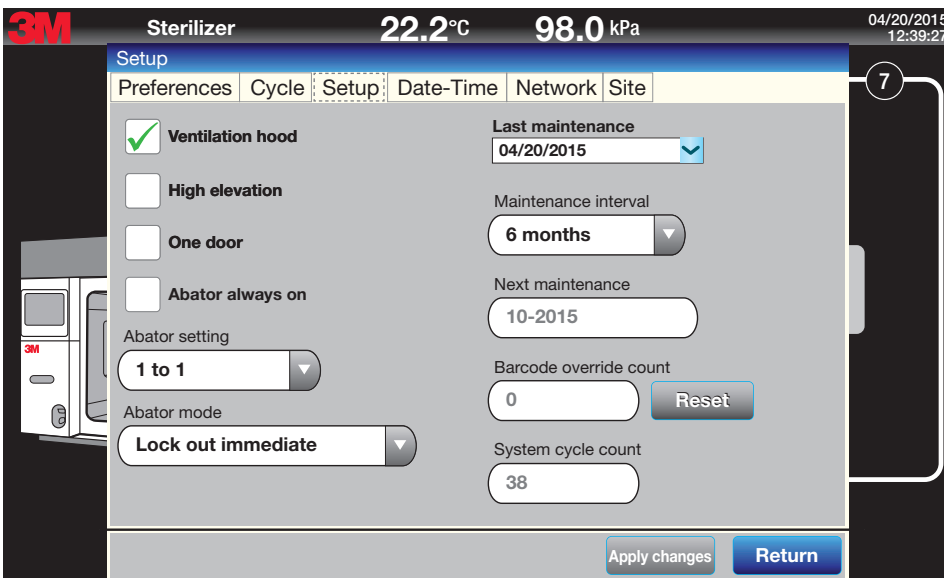 3M Sterilizer 22.2°C 98.0 kPa 04/20/2015
12:39:27
Setup
Preferences Cycle Setup Date-Time Network Site
7
Ventilation hood
High elevation
One door
Abator always on
Abator setting
1 to 1
Abator mode
Lock out immediate
Last maintenance
04/20/2015
Maintenance interval
6 months
Next maintenance
10-2015
Barcode override count
0 Reset
System cycle count
38
3M
Apply changes Return